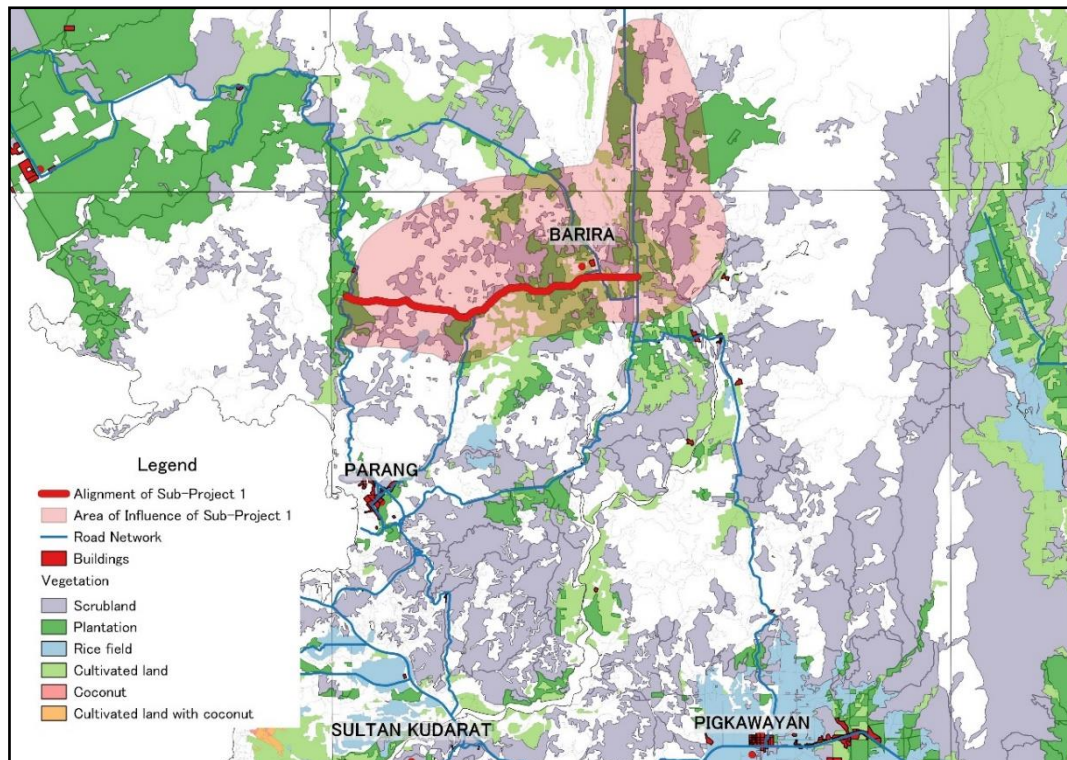 BARIRA
PARANG
SULTAN KUDARAT
PIGKAWAYAN
Legend
Alignment of Sub-Project 1
Area of Influence of Sub-Project 1
Road Network
Buildings
Vegetation
Scrubland
Plantation
Rice field
Cultivated land
Coconut
Cultivated land with coconut